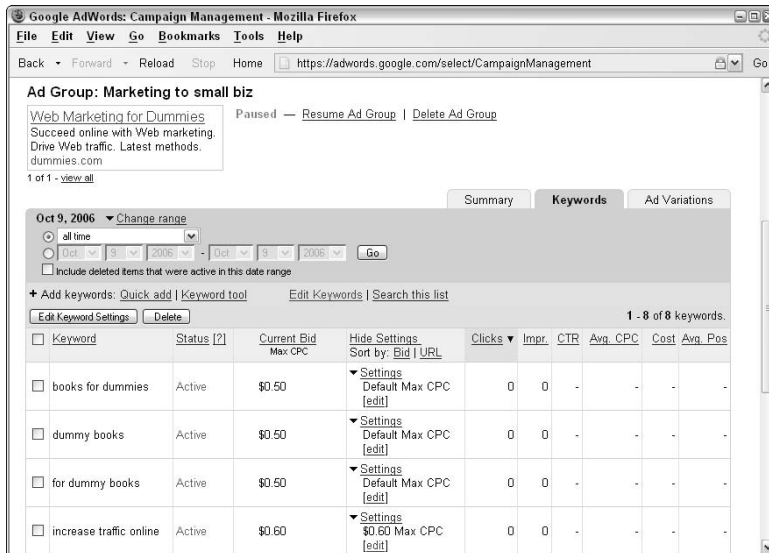 Google AdWords: Campaign Management - Mozilla Firefox
File Edit View Go Bookmarks Tools Help
Back Forward Reload Stop Home https://adwords.google.com/select/CampaignManagement Go
Ad Group: Marketing to small biz
Web Marketing for Dummies Paused — Resume Ad Group | Delete Ad Group
Succeed online with Web marketing.
Drive Web traffic. Latest methods.
dummies.com
1 of 1 - view all
Summary Keywords Ad Variations
Oct 9, 2006 Change range
all time
Oct 9 2006 - Oct 9 2006 Go
Include deleted items that were active in this date range
+ Add keywords: Quick add | Keyword tool Edit Keywords | Search this list
Edit Keyword Settings Delete 1 - 8 of 8 keywords.
Keyword Status [?] Current Bid Hide Settings Clicks Impr. CTR Avg. CPC Cost Avg. Pos
Max CPC Sort by: Bid | URL
Settings
books for dummies Active $0.50 Default Max CPC 0 0 - - - -
[edit]
Settings
dummy books Active $0.50 Default Max CPC 0 0 - - - -
[edit]
Settings
for dummy books Active $0.50 Default Max CPC 0 0 - - - -
[edit]
Settings
increase traffic online Active $0.60 $0.60 Max CPC 0 0 - - - -
[edit]